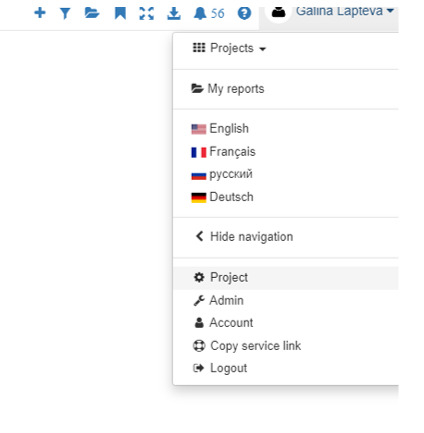 56 Galina Lapteva
Projects
My reports
English
Français
русский
Deutsch
Hide navigation
Project
Admin
Account
Copy service link
Logout